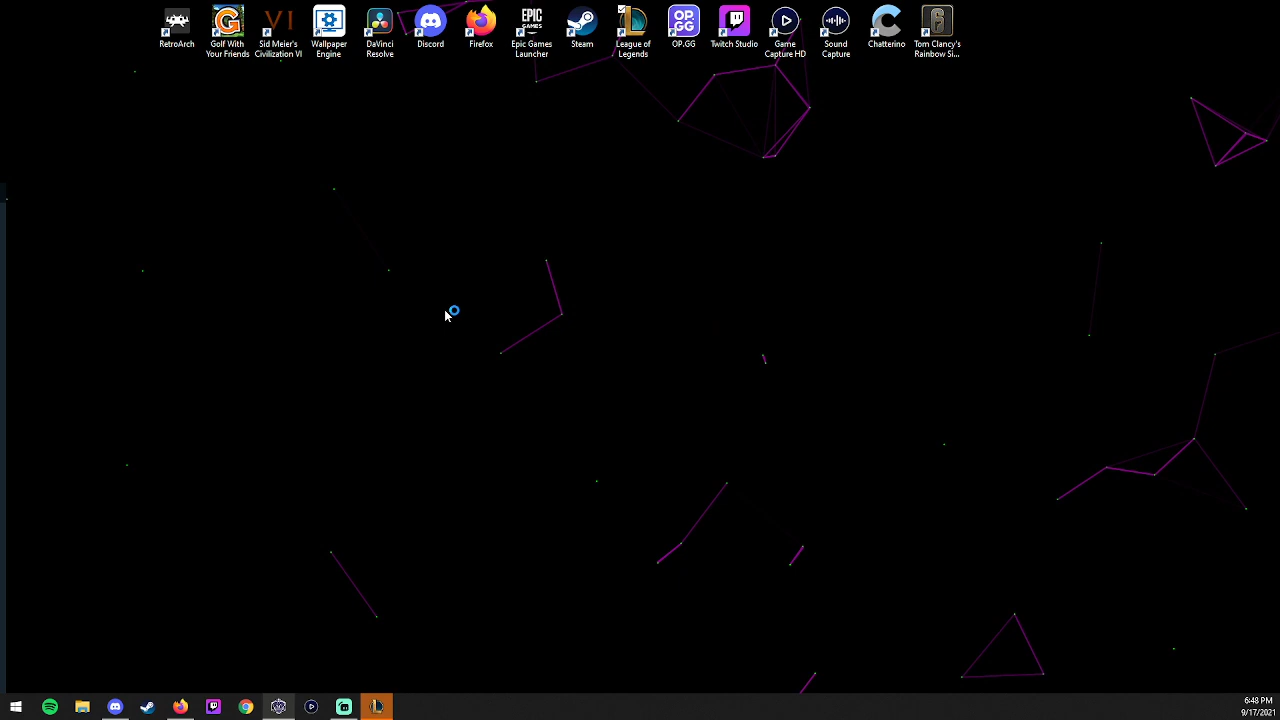 RetroArch
Golf With
Your Friends
Sid Meier's
Civilization VI
Wallpaper
Engine
DaVinci
Resolve
Discord
Firefox
EPIC
GAMES
Epic Games
Launcher
Steam
League of
Legends
OP.
GG
OP.GG
Twitch Studio
Game
Capture HD
Sound
Capture
Chatterino
Tom Clancy's
Rainbow Si...
VI
G
C
6
6:48 PM
9/17/2021